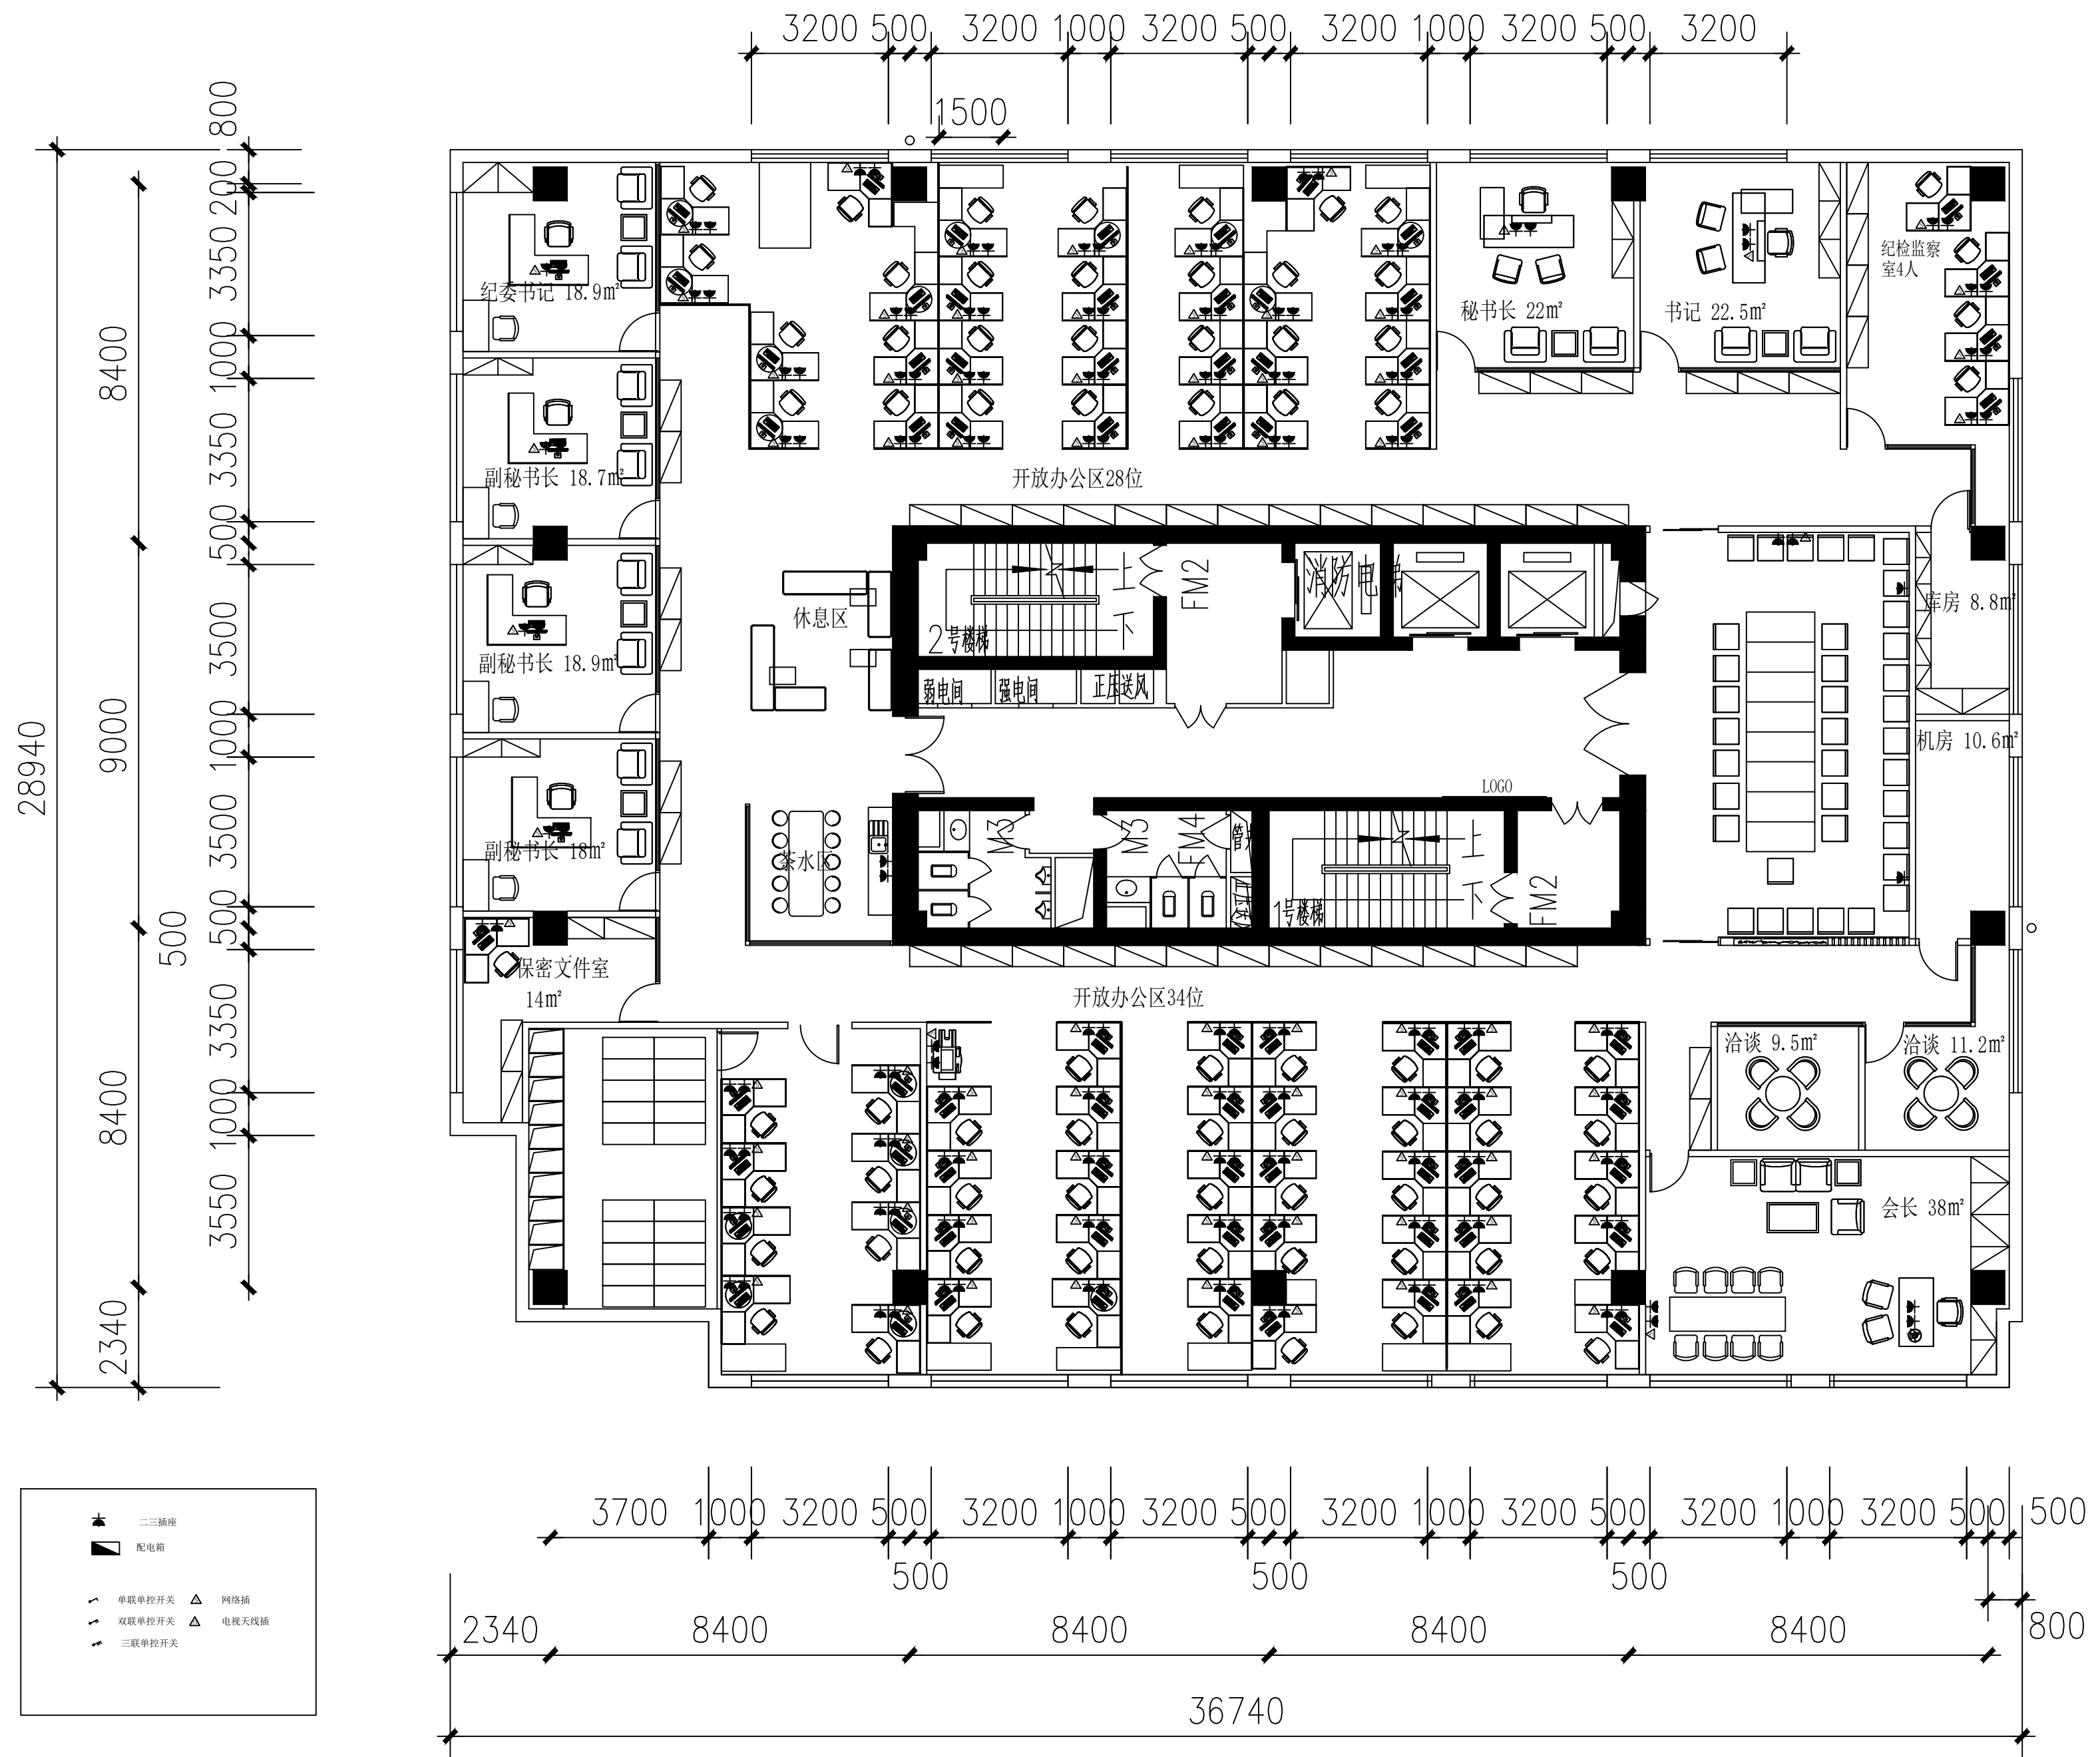 3200 500 3200 1000 3200 500 3200 1000 3200 500 3200
1500
800
200
3350
1000
3350
500
3500
1000
3500
500
3350
1000
3550
8400
9000
500
8400
2340
28940
纪委书记 18.9m²
副秘书长 18.7m²
副秘书长 18.9m²
副秘书长 18m²
保密文件室
14m²
秘书长 22m²
书记 22.5m²
纪检监察
室4人
开放办公区28位
休息区
2号楼梯
上
下
FM2
消防电梯
弱电间
强电间
正压送风
库房 8.8m²
机房 10.6m²
LOGO
茶水区
M3
M3
FM4
1号楼梯
上
下
FM2
开放办公区34位
洽谈 9.5m²
洽谈 11.2m²
会长 38m²
二三插座
配电箱
单联单控开关
网络插
双联单控开关
电视天线插
三联单控开关
3700 1000 3200 500 3200 1000 3200 500 3200 1000 3200 500 3200 1000 3200 500 500
500 500 500
2340 8400 8400 8400 8400 800
36740